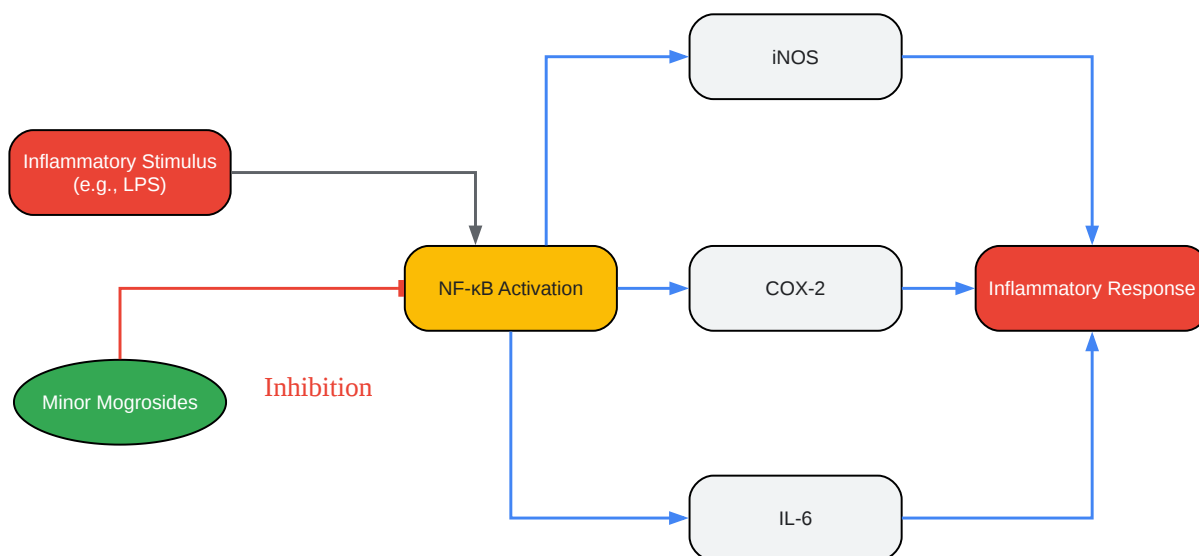 iNOS
Inflammatory Stimulus
(e.g., LPS)
NF-κB Activation
COX-2
Inflammatory Response
Inhibition
Minor Mogrosides
IL-6